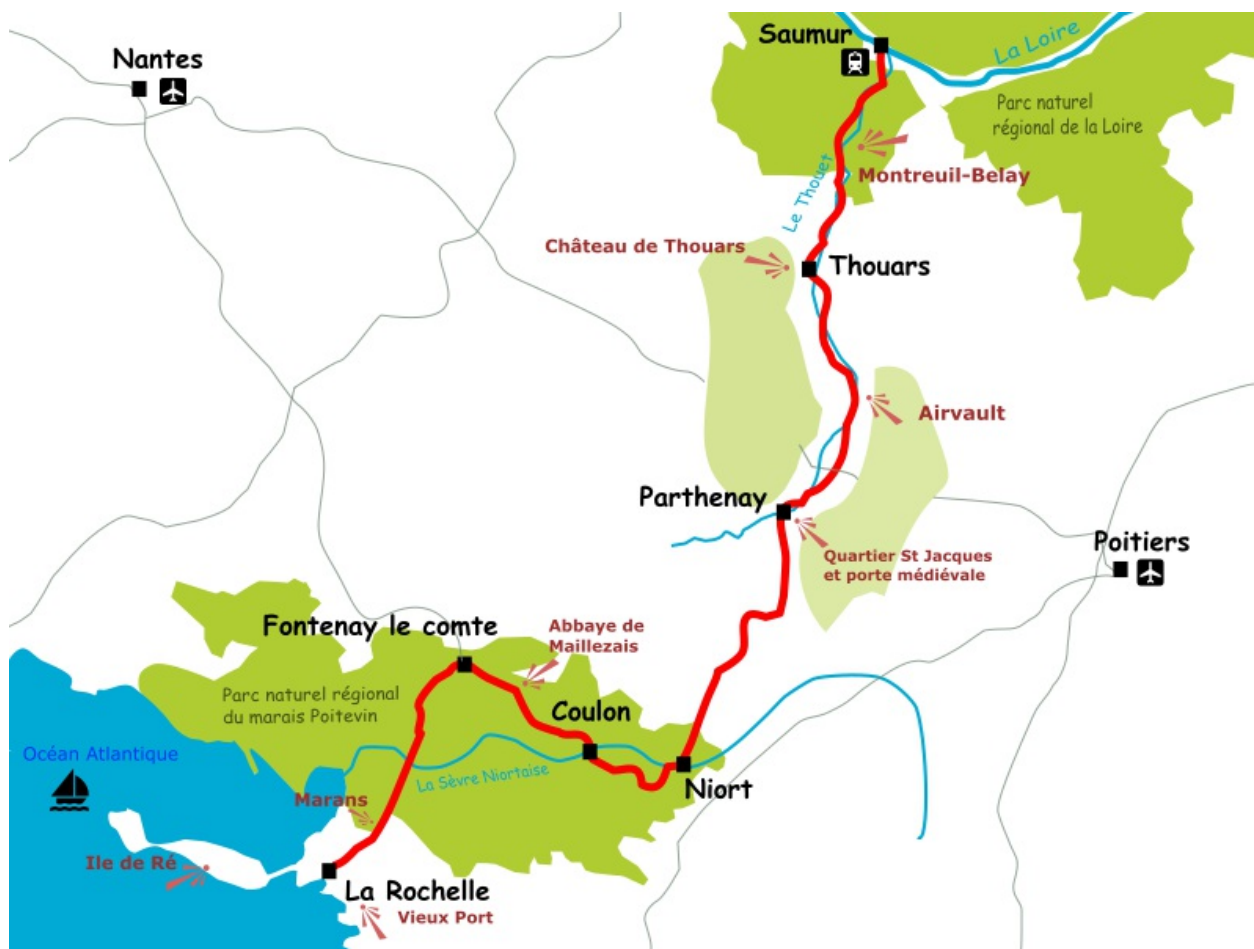 Saumur
La Loire
Nantes
Parc naturel
régional de la Loire
Le Thouet
Montreuil-Belay
Château de Thouars
Thouars
Airvault
Parthenay
Quartier St Jacques
et porte médiévale
Poitiers
Fontenay le comte
Abbaye de
Maillezais
Parc naturel régional
du marais Poitevin
Coulon
Océan Atlantique
La Sèvre Niortaise
Niort
Marans
Ile de Ré
La Rochelle
Vieux Port